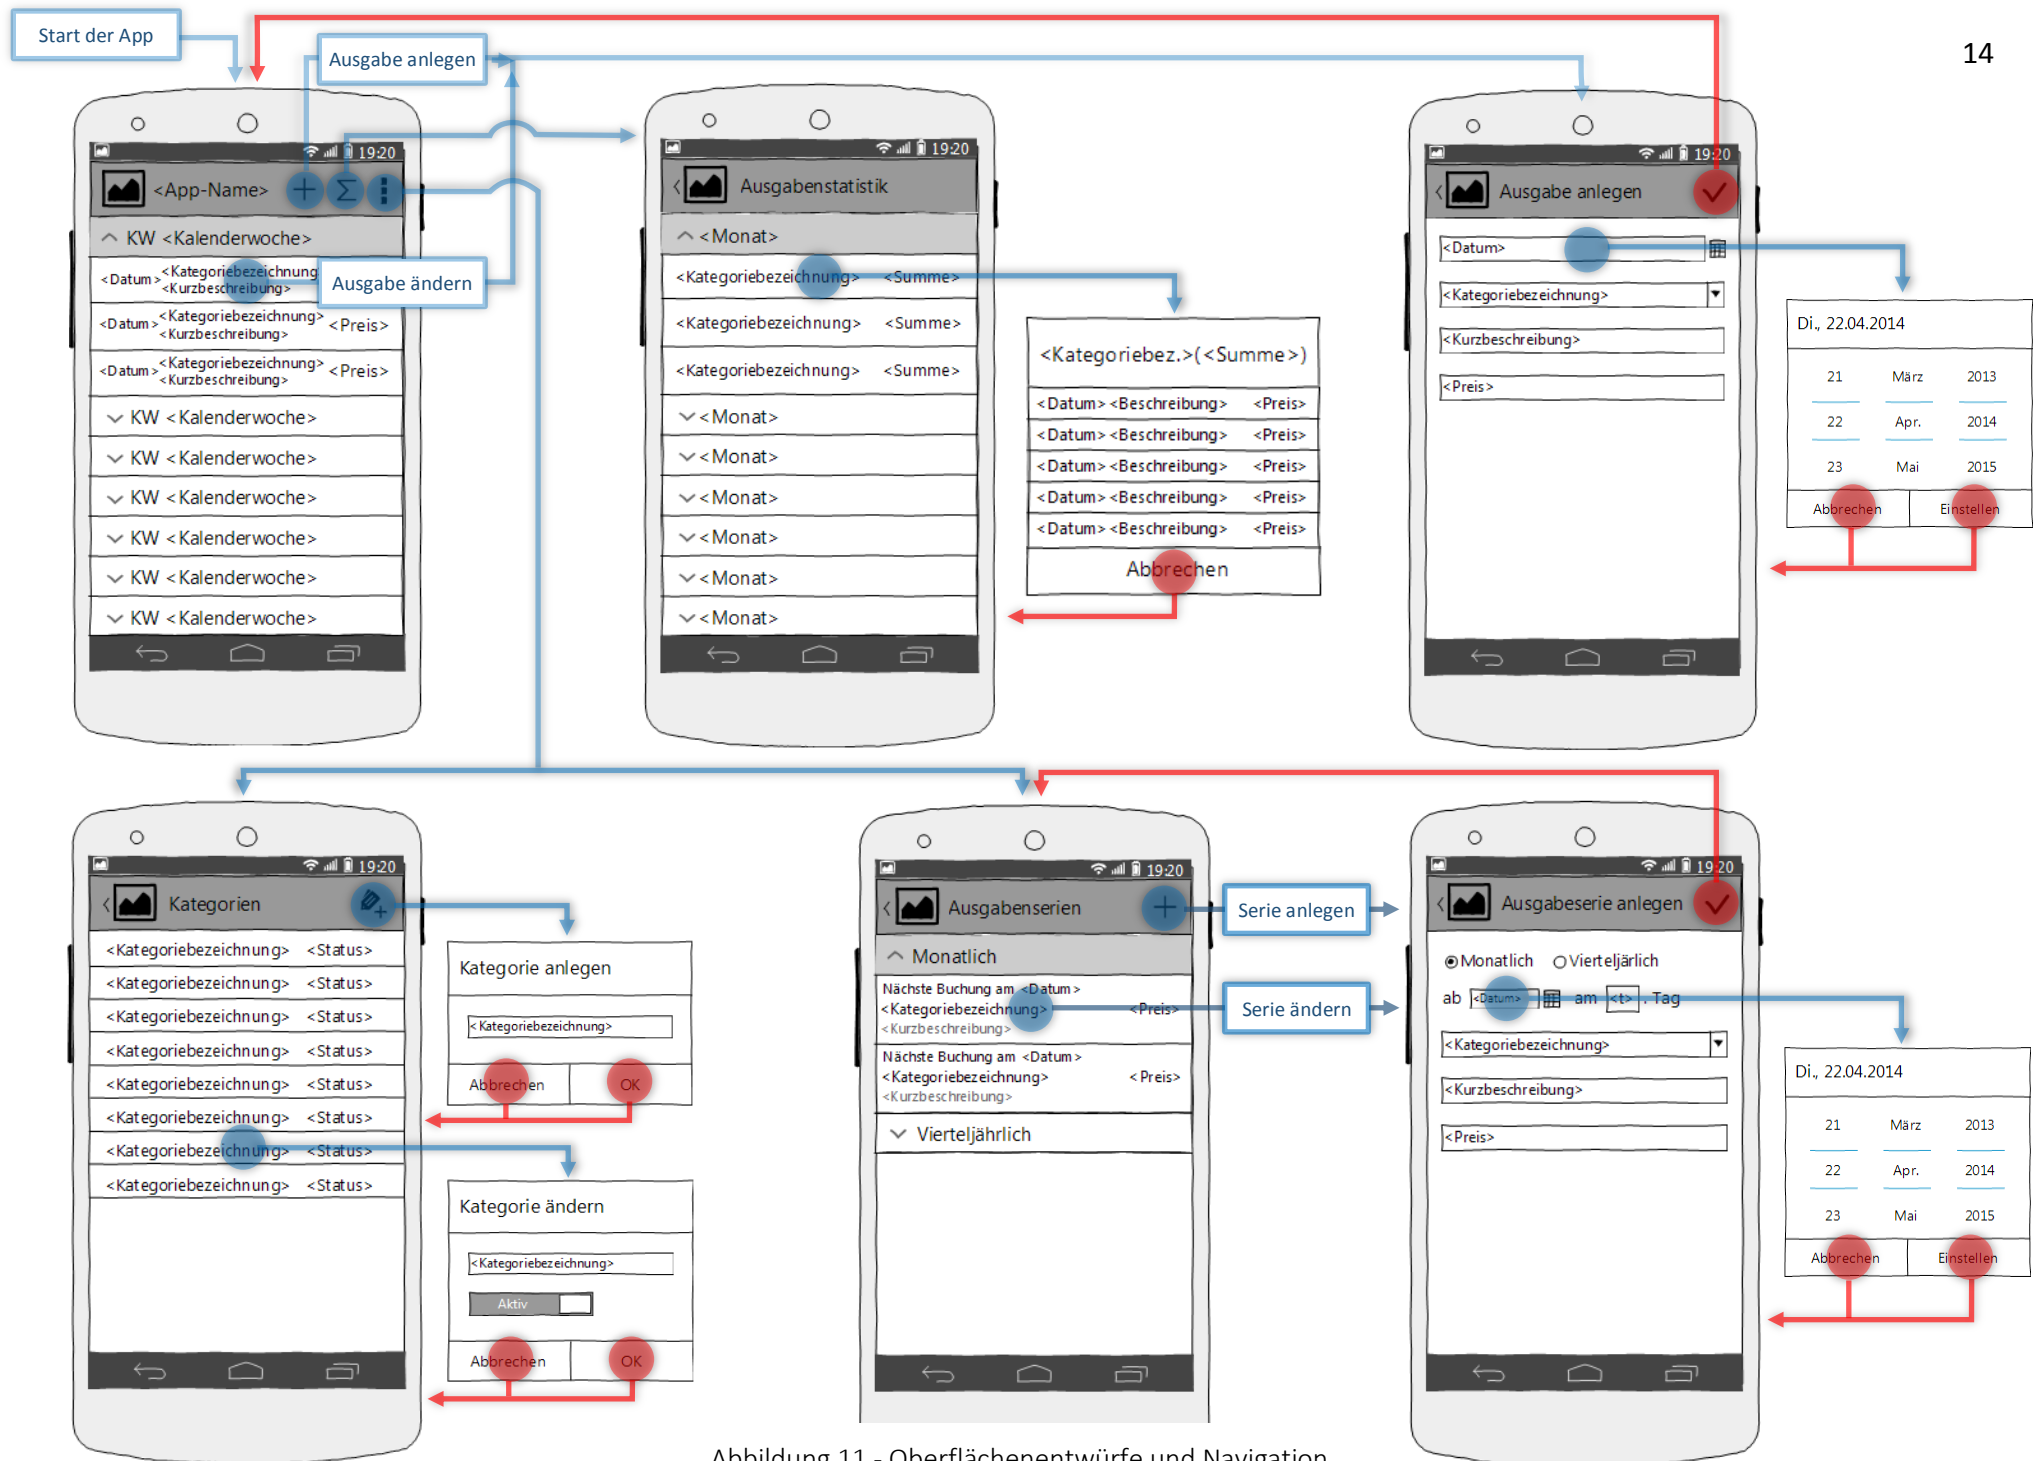 Start der App
Ausgabe anlegen
14
19:20
<App-Name>
KW <Kalenderwoche>
<Datum> <Kategoriebezeichnung
<Kurzbeschreibung>
Ausgabe ändern
<Datum> <Kategoriebezeichnung> <Preis>
<Kurzbeschreibung>
<Datum> <Kategoriebezeichnung> <Preis>
<Kurzbeschreibung>
KW <Kalenderwoche>
KW <Kalenderwoche>
KW <Kalenderwoche>
KW <Kalenderwoche>
KW <Kalenderwoche>
KW <Kalenderwoche>
19:20
Ausgabenstatistik
<Monat>
<Kategoriebezeichnung> <Summe>
<Kategoriebezeichnung> <Summe>
<Kategoriebezeichnung> <Summe>
<Monat>
<Monat>
<Monat>
<Monat>
<Monat>
<Monat>
<Kategoriebez.>(<Summe>)
<Datum> <Beschreibung> <Preis>
<Datum> <Beschreibung> <Preis>
<Datum> <Beschreibung> <Preis>
<Datum> <Beschreibung> <Preis>
<Datum> <Beschreibung> <Preis>
Abbrechen
19:20
Ausgabe anlegen
<Datum>
<Kategoriebezeichnung>
<Kurzbeschreibung>
<Preis>
Di., 22.04.2014
21 März 2013
22 Apr. 2014
23 Mai 2015
Abbrechen Einstellen
19:20
Kategorien
<Kategoriebezeichnung> <Status>
<Kategoriebezeichnung> <Status>
<Kategoriebezeichnung> <Status>
<Kategoriebezeichnung> <Status>
<Kategoriebezeichnung> <Status>
<Kategoriebezeichnung> <Status>
<Kategoriebezeichnung> <Status>
<Kategoriebezeichnung> <Status>
Kategorie anlegen
<Kategoriebezeichnung>
Abbrechen OK
Kategorie ändern
<Kategoriebezeichnung>
Aktiv
Abbrechen OK
19:20
Ausgabenserien
Monatlich
Nächste Buchung am <Datum>
<Kategoriebezeichnung> <Preis>
<Kurzbeschreibung>
Nächste Buchung am <Datum>
<Kategoriebezeichnung> <Preis>
<Kurzbeschreibung>
Vierteljährlich
Serie anlegen
Serie ändern
19:20
Ausgabeserie anlegen
Monatlich Vierteljärlich
ab <Datum> am <t> . Tag
<Kategoriebezeichnung>
<Kurzbeschreibung>
<Preis>
Di., 22.04.2014
21 März 2013
22 Apr. 2014
23 Mai 2015
Abbrechen Einstellen
Abbildung 11 - Oberflächenentwürfe und Navigation